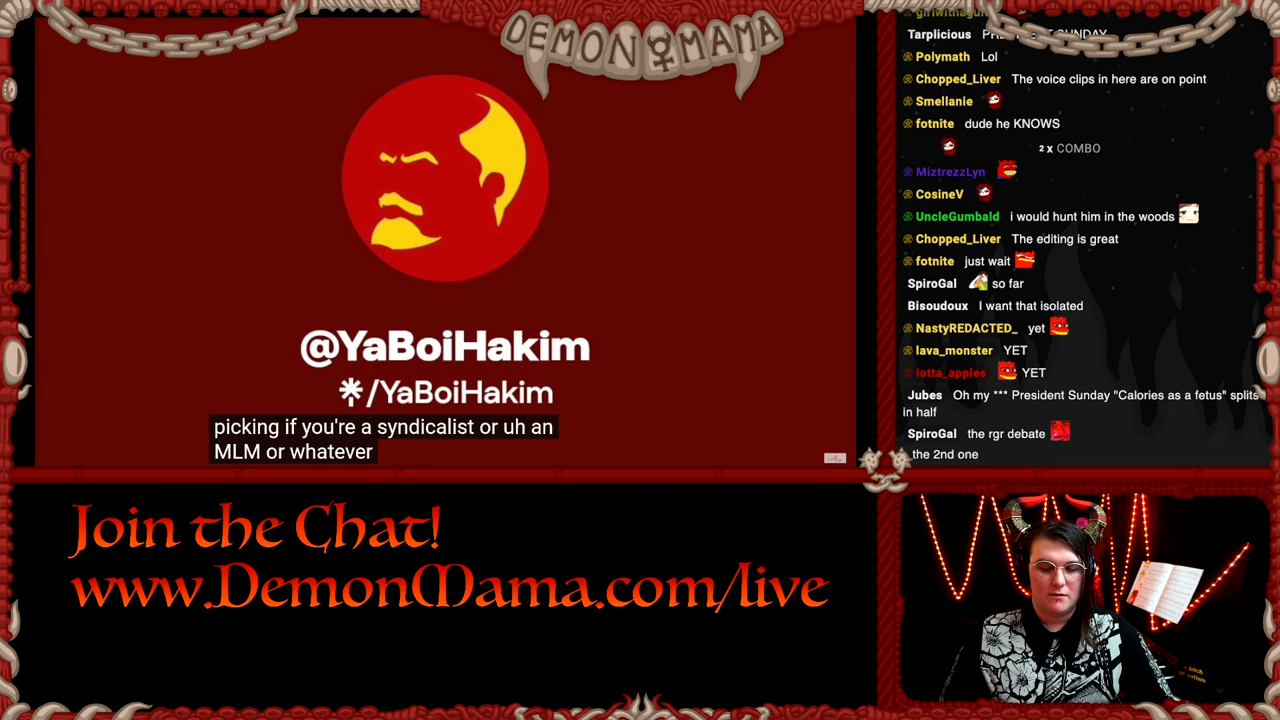 DEMON MAMA
@YaBoiHakim
/YaBoiHakim
picking if you're a syndicalist or uh an
MLM or whatever
Join the Chat!
www.DemonMama.com/live
Tarplicious
Polymath Lol
Chopped_Liver The voice clips in here are on point
Smellanie
fotnite dude he KNOWS
2 x COMBO
MiztrezzLyn
CosineV
UncleGumbald i would hunt him in the woods
Chopped_Liver The editing is great
fotnite just wait
SpiroGal so far
Bisoudoux I want that isolated
NastyREDACTED_ yet
lava_monster YET
lotta_apples YET
Jubes Oh my *** President Sunday "Calories as a fetus" splits
in half
SpiroGal the rgr debate
the 2nd one